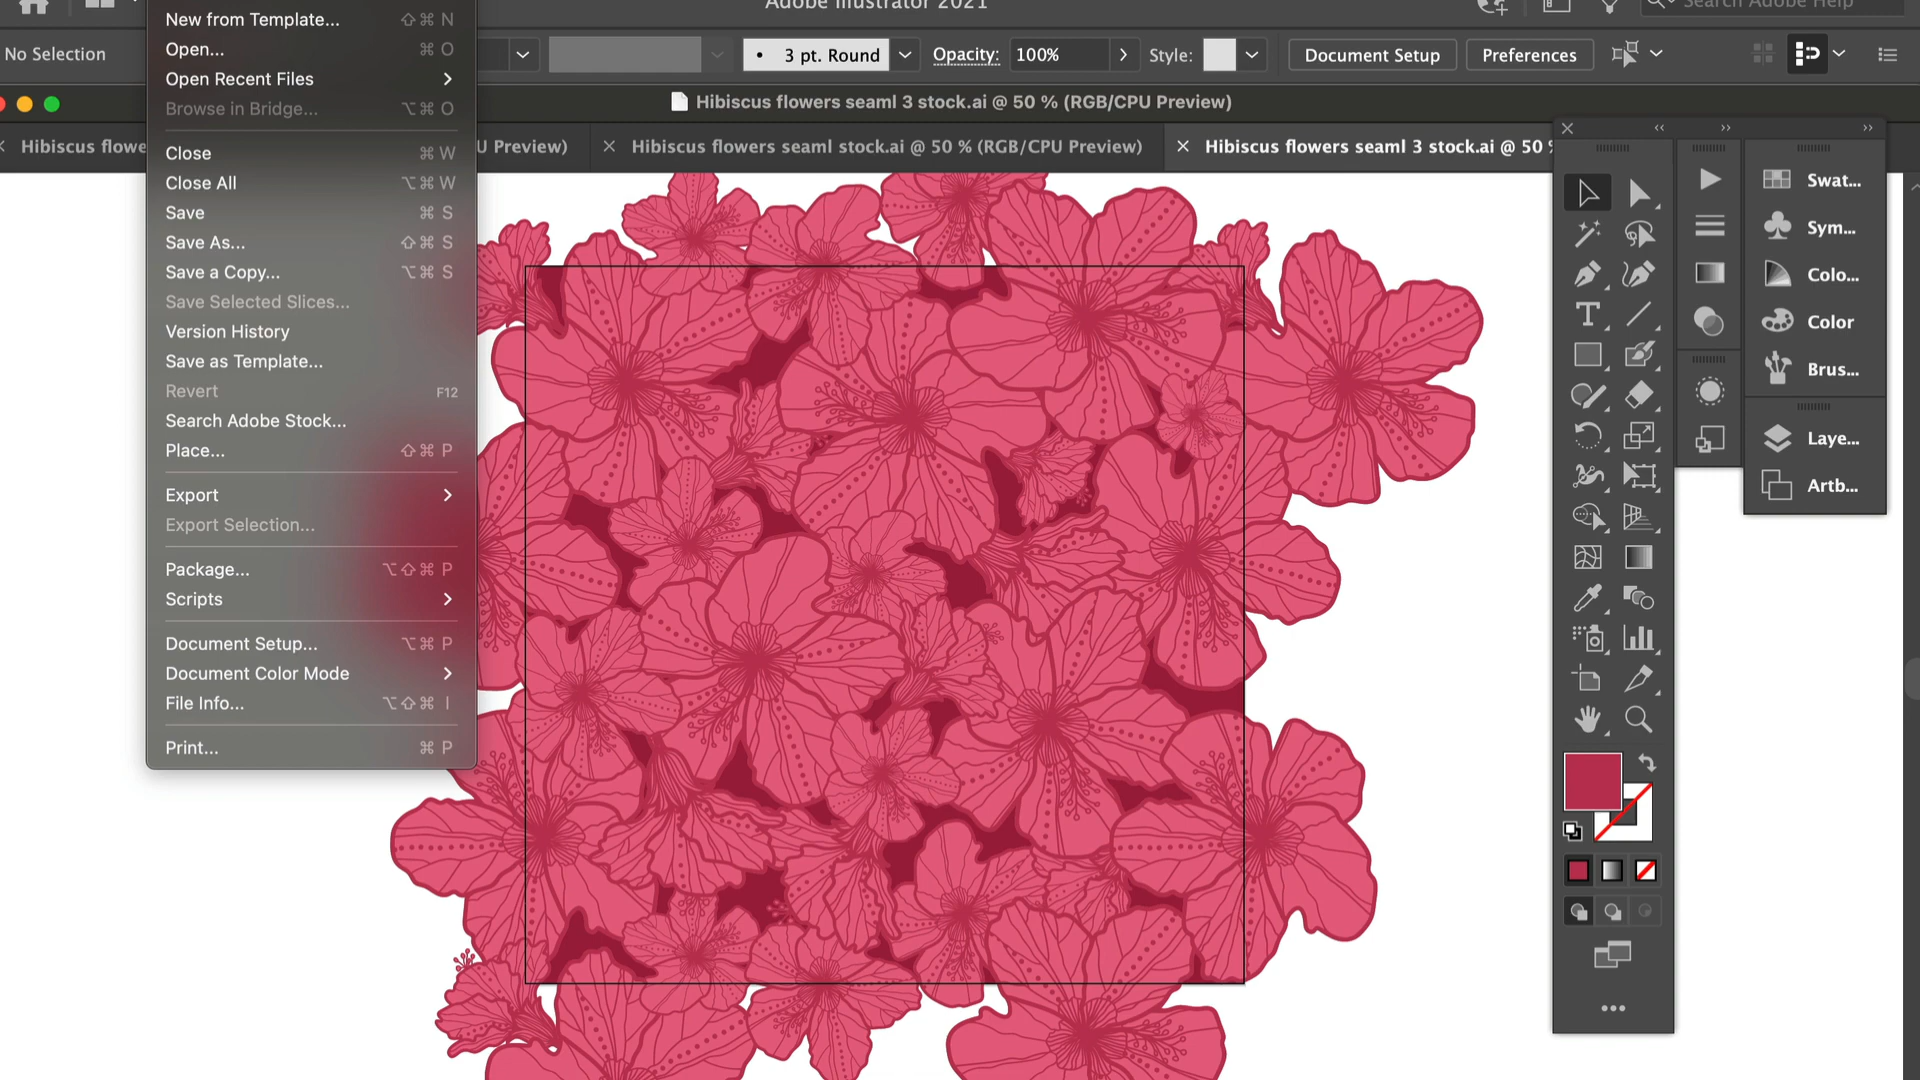 Adobe Illustrator 2021
Search Adobe Help
No Selection
3 pt. Round
Opacity:
100%
Style:
Document Setup
Preferences
Hibiscus flowers seaml 3 stock.ai @ 50 % (RGB/CPU Preview)
Hibiscus flowe
U Preview)
Hibiscus flowers seaml stock.ai @ 50 % (RGB/CPU Preview)
Hibiscus flowers seaml 3 stock.ai @ 50 %
New from Template... ⇧⌘ N
Open... ⌘ O
Open Recent Files
Browse in Bridge... ⌥⌘ O
Close ⌘ W
Close All ⌥⌘ W
Save ⌘ S
Save As... ⇧⌘ S
Save a Copy... ⌥⌘ S
Save Selected Slices...
Version History
Save as Template...
Revert F12
Search Adobe Stock...
Place... ⇧⌘ P
Export
Export Selection...
Package... ⌥⇧⌘ P
Scripts
Document Setup... ⌥⌘ P
Document Color Mode
File Info... ⌥⇧⌘ I
Print... ⌘ P
Swat...
Sym...
Colo...
Color
Brus...
Laye...
Artb...